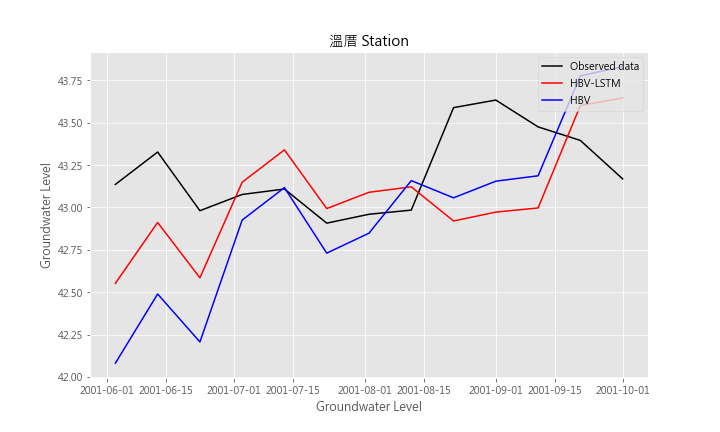 溫厝 Station
Observed data
HBV-LSTM
HBV
Groundwater Level
43.75
43.50
43.25
43.00
42.75
42.50
42.25
42.00
2001-06-01 2001-06-15 2001-07-01 2001-07-15 2001-08-01 2001-08-15 2001-09-01 2001-09-15 2001-10-01
Groundwater Level